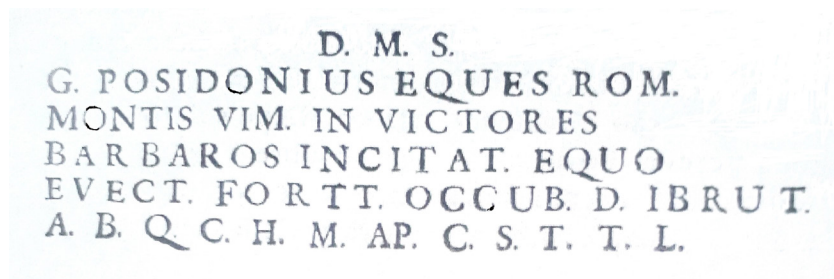 D. M. S.
G. POSIDONIUS EQUES ROM.
MONTIS VIM. IN VICTORES
BARBAROS INCITAT. EQUO
EVECT. FORTT. OCCUB. D. IBRUT.
A. B. Q. C. H. M. AP. C. S. T. T. L.